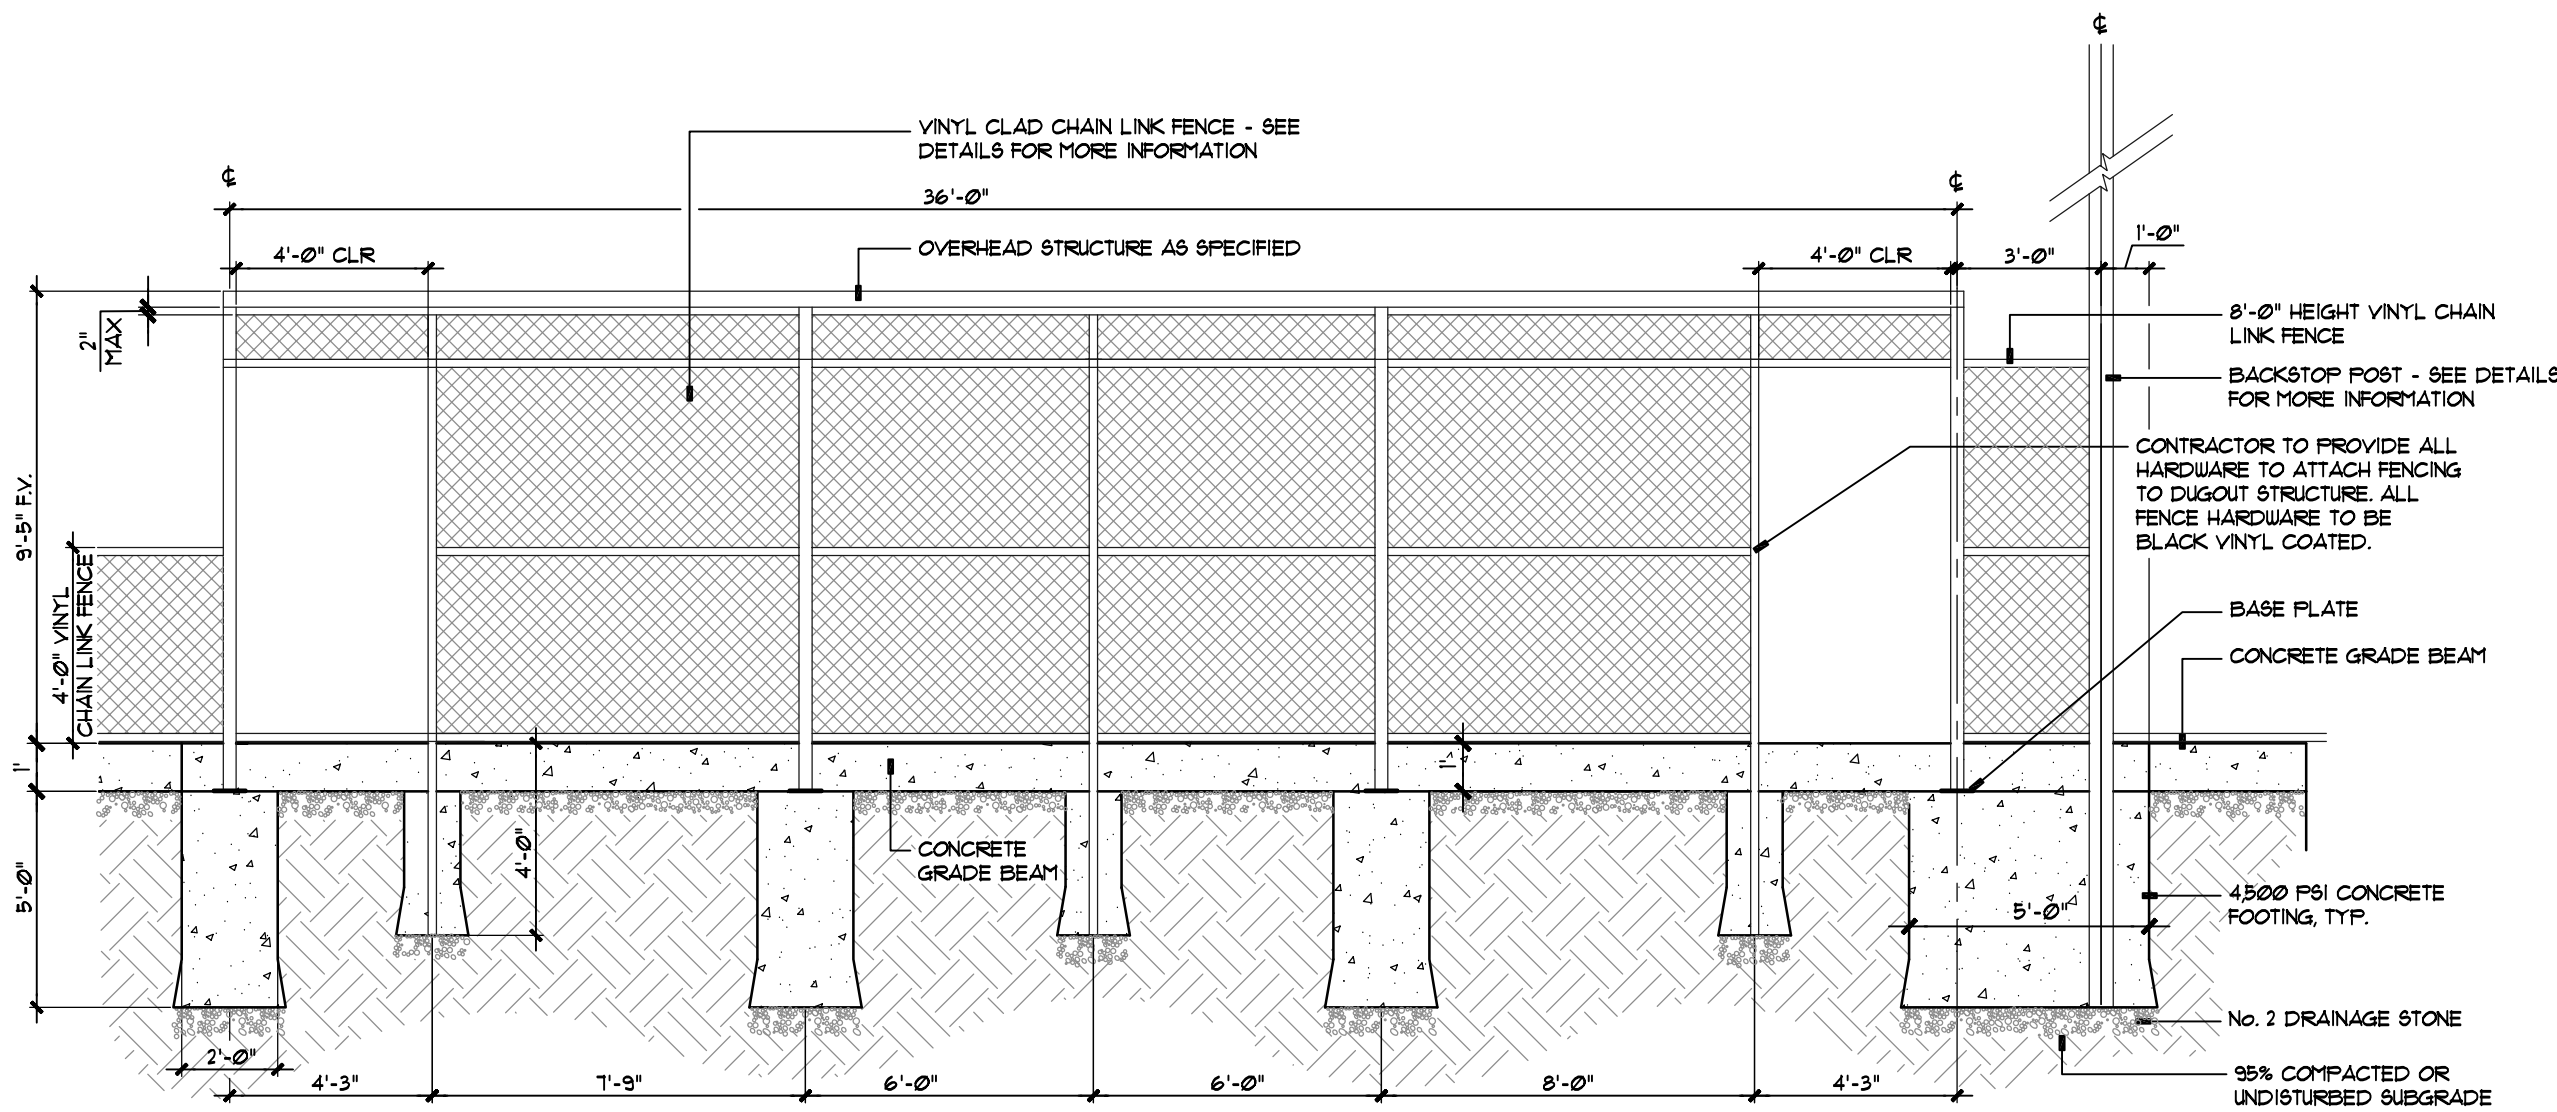 ℄
VINYL CLAD CHAIN LINK FENCE - SEE
DETAILS FOR MORE INFORMATION
℄
℄
36'-0"
1'-0"
OVERHEAD STRUCTURE AS SPECIFIED
4'-0" CLR
4'-0" CLR
3'-0"
2"
MAX
8'-0" HEIGHT VINYL CHAIN
LINK FENCE
BACKSTOP POST - SEE DETAILS
FOR MORE INFORMATION
CONTRACTOR TO PROVIDE ALL
HARDWARE TO ATTACH FENCING
TO DUGOUT STRUCTURE. ALL
FENCE HARDWARE TO BE
BLACK VINYL COATED.
9'-5" F.V.
4'-0" VINYL
CHAIN LINK FENCE
BASE PLATE
CONCRETE GRADE BEAM
1'
1'
4'-0"
CONCRETE
GRADE BEAM
5'-0"
5'-0"
4,500 PSI CONCRETE
FOOTING, TYP.
No. 2 DRAINAGE STONE
2'-0"
4'-3"
7'-9"
6'-0"
6'-0"
8'-0"
4'-3"
95% COMPACTED OR
UNDISTURBED SUBGRADE